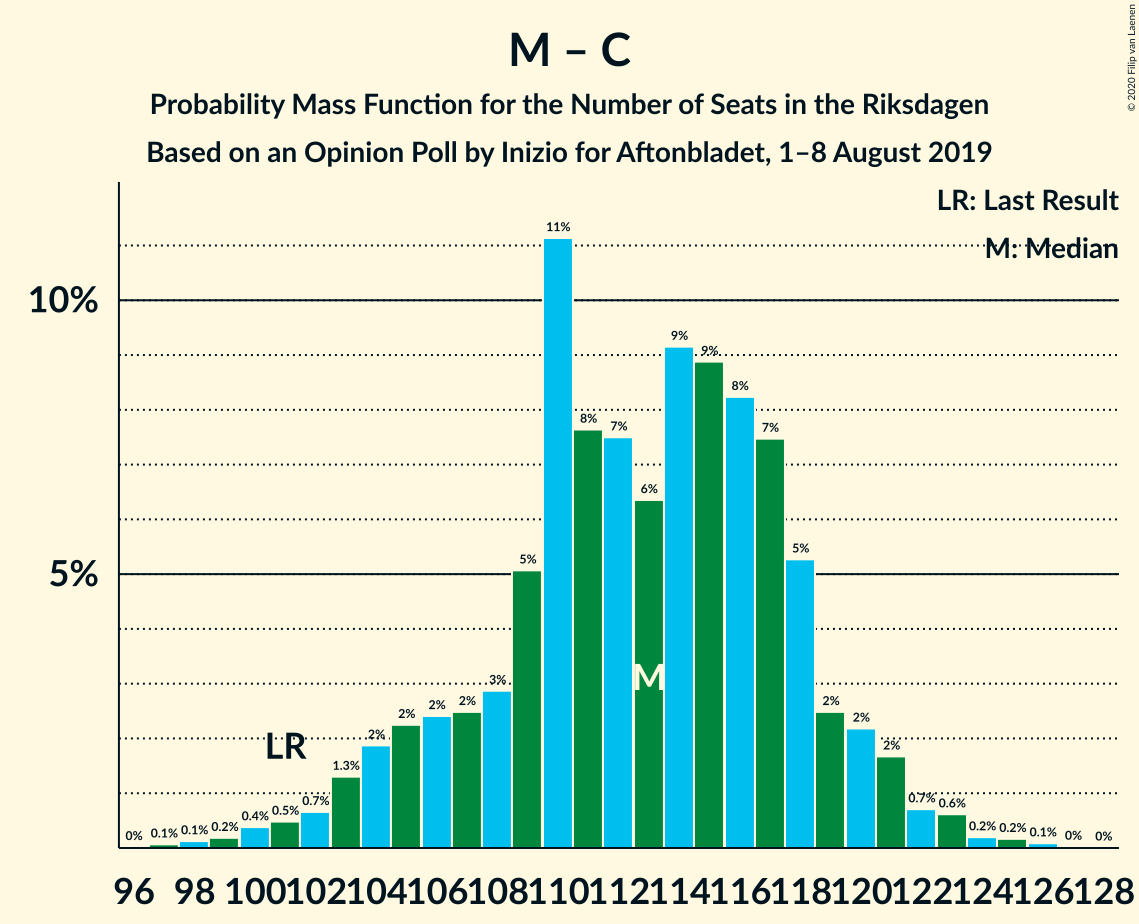 M – C
Probability Mass Function for the Number of Seats in the Riksdagen
Based on an Opinion Poll by Inizio for Aftonbladet, 1–8 August 2019
© 2020 Filip van Laenen
LR: Last Result
M: Median
10%
5%
0% 0.1% 0.1% 0.2% 0.4% 0.5% 0.7% 1.3% 2% 2% 2% 2% 3% 5% 11% 8% 7% 6% 9% 9% 8% 7% 5% 2% 2% 2% 0.7% 0.6% 0.2% 0.2% 0.1% 0% 0%
LR
M
96 98 100 102 104 106 108 110 112 114 116 118 120 122 124 126 128